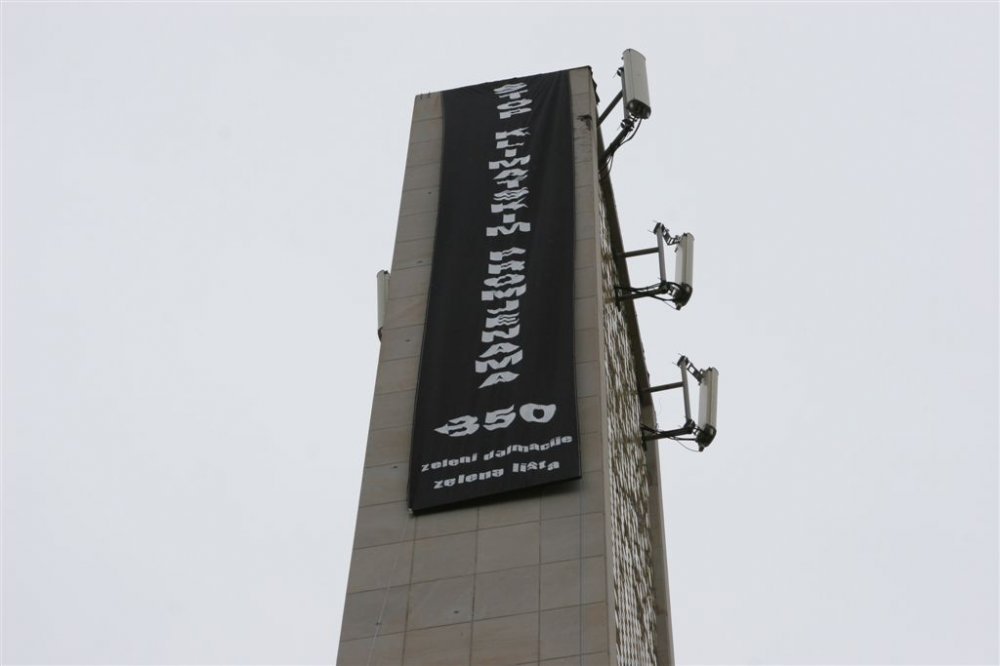 STOP KLIMATSKIM PROMJENAMA
350
zeleni dalmacije
zelena lista